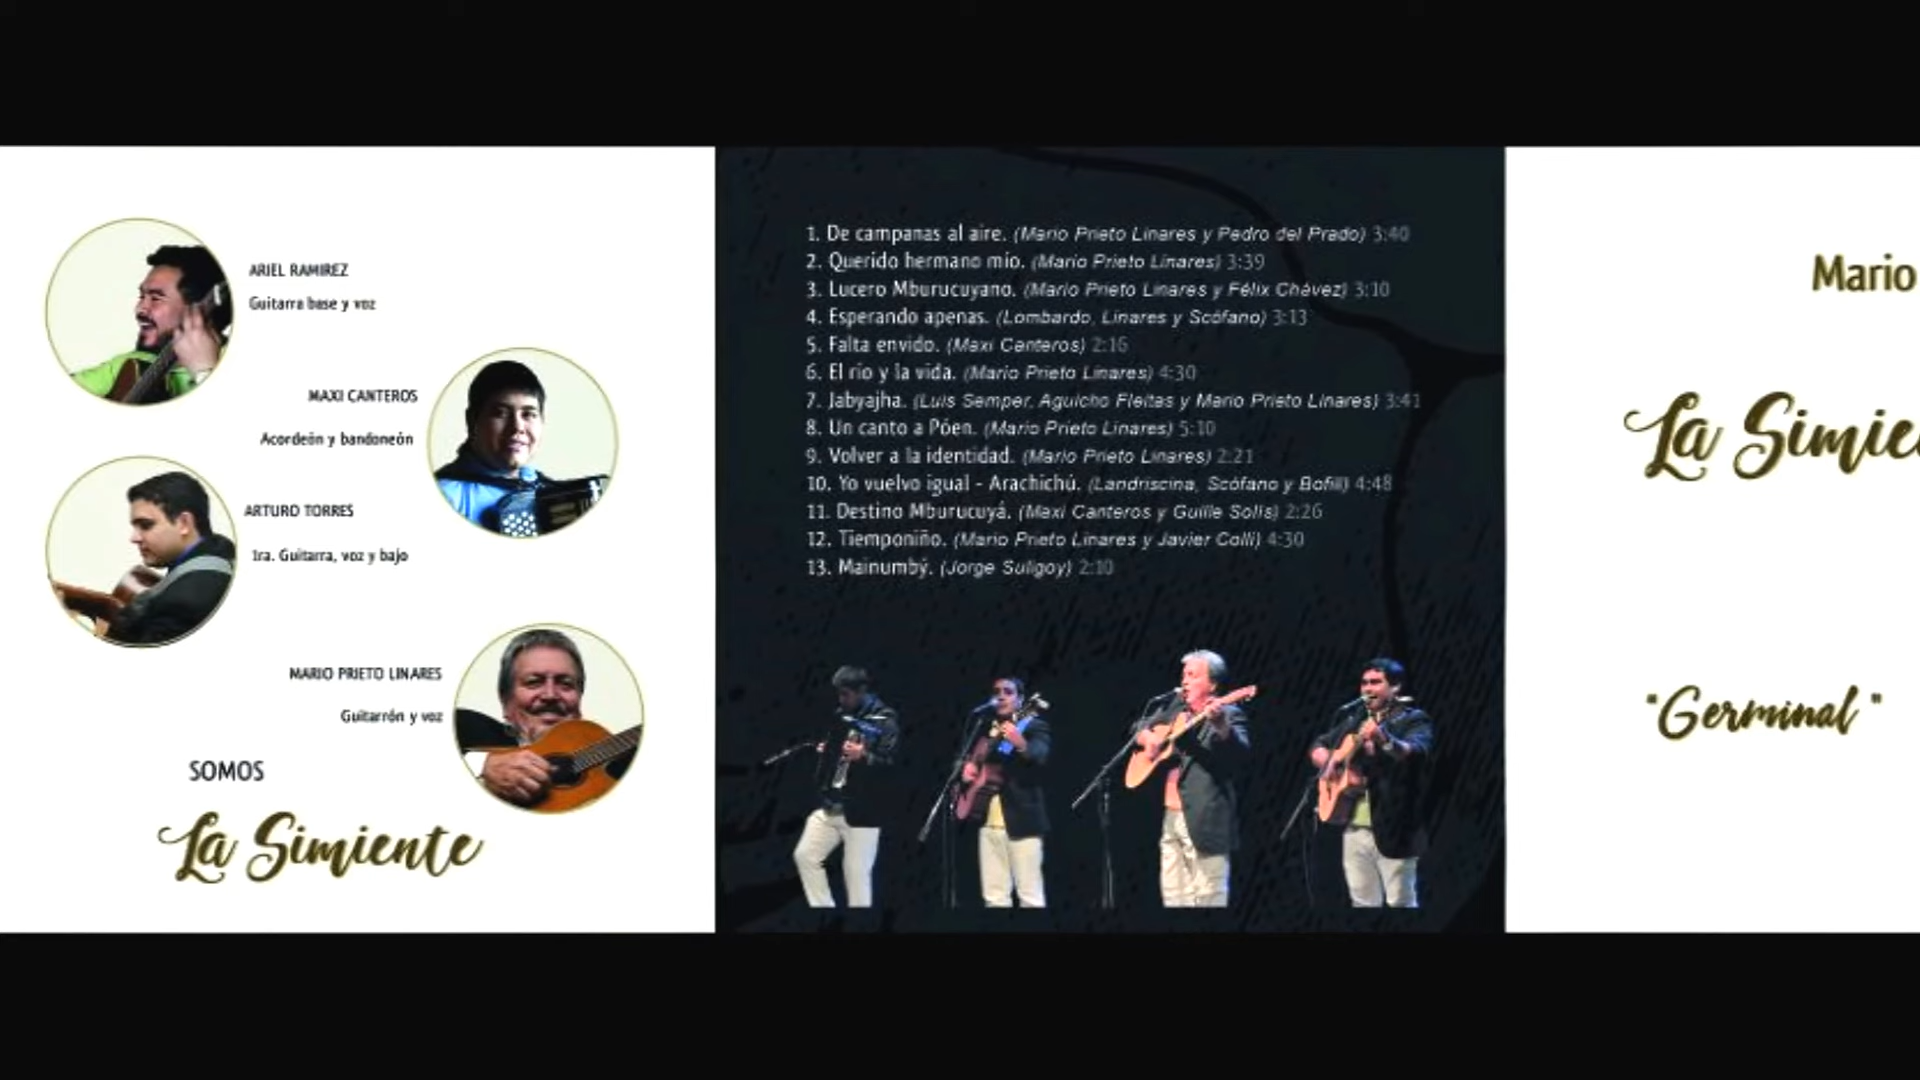 ARIEL RAMIREZ
Guitarra base y voz
MAXI CANTEROS
Acordeón y bandoneón
ARTURO TORRES
1ra. Guitarra, voz y bajo
MARIO PRIETO LINARES
Guitarrón y voz
SOMOS
La Simiente
1. De campanas al aire. (Mario Prieto Linares y Pedro del Prado) 3:40
2. Querido hermano mío. (Mario Prieto Linares) 3:39
3. Lucero Mburucuyano. (Mario Prieto Linares y Félix Chávez) 3:10
4. Esperando apenas. (Lombardo, Linares y Scófano) 3:13
5. Falta envido. (Maxi Canteros) 2:16
6. El río y la vida. (Mario Prieto Linares) 4:30
7. Jabyajha. (Luis Semper, Aguicho Fleitas y Mario Prieto Linares) 3:41
8. Un canto a Póen. (Mario Prieto Linares) 5:10
9. Volver a la identidad. (Mario Prieto Linares) 2:21
10. Yo vuelvo igual - Arachichú. (Landriscina, Scófano y Bofill) 4:48
11. Destino Mburucuyá. (Maxi Canteros y Guille Solis) 2:26
12. Tiemponiño. (Mario Prieto Linares y Javier Colli) 4:30
13. Mainumbý. (Jorge Suligoy) 2:10
Mario
La Simie
"Germinal"